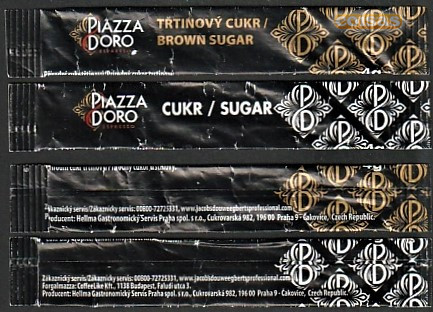 PIAZZA
D'ORO
ESPRESSO
TŘTINOVÝ CUKR /
BROWN SUGAR
4g
PIAZZA
D'ORO
ESPRESSO
CUKR / SUGAR
Zákaznický servis/Zákaznícky servis: 00800-72725331, www.jacobsdouweegbertsprofessional.com
Producent: Hellma Gastronomický Servis Praha spol. s r.o., Cukrovarská 982, 196 00 Praha 9 - Čakovice, Czech Republic.
Zákaznický servis/Zákaznícky servis: 00800-72725331, www.jacobsdouweegbertsprofessional.com
Forgalmazza: CoffeeLike Kft., 1138 Budapest, Faludi utca 3.
Producent: Hellma Gastronomický Servis Praha spol. s r.o., Cukrovarská 982, 196 00 Praha 9 - Čakovice, Czech Republic.